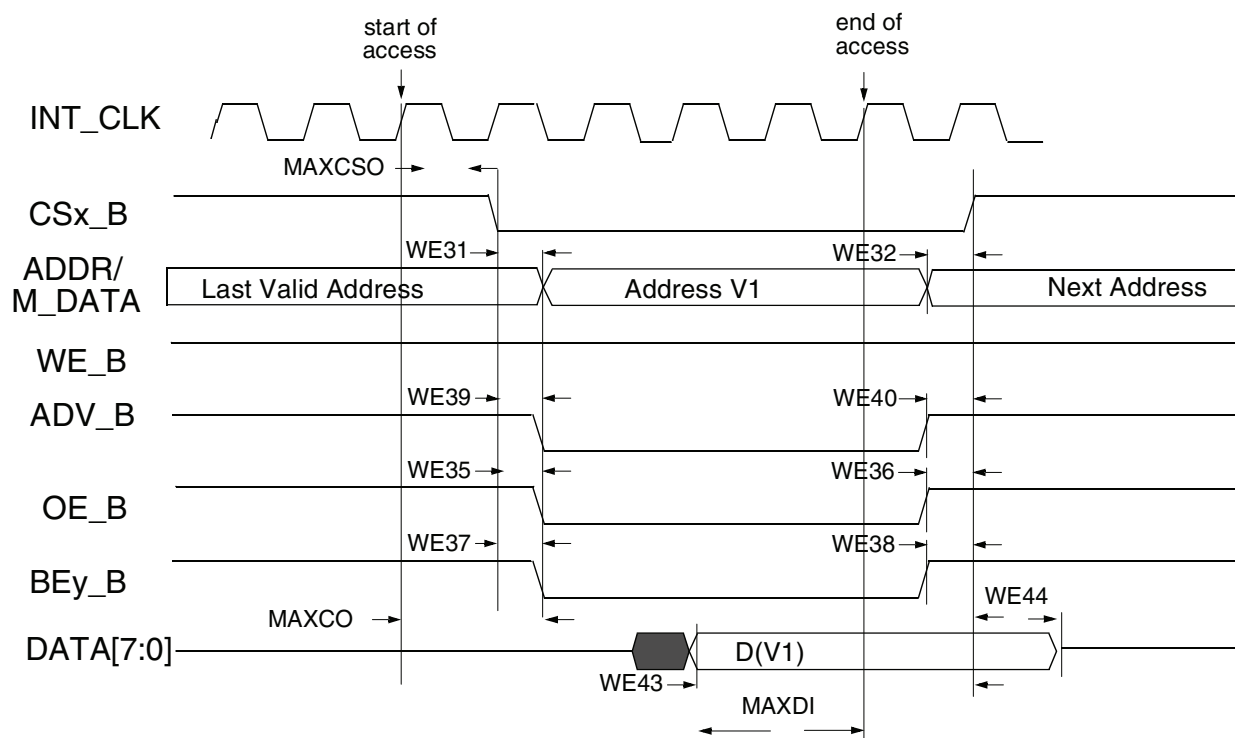 start of
access
end of
access
INT_CLK
MAXCSO
CSx_B
WE31
WE32
ADDR/
M_DATA
Last Valid Address
Address V1
Next Address
WE_B
WE39
WE40
ADV_B
WE35
WE36
OE_B
WE37
WE38
BEy_B
WE44
MAXCO
DATA[7:0]
D(V1)
WE43
MAXDI